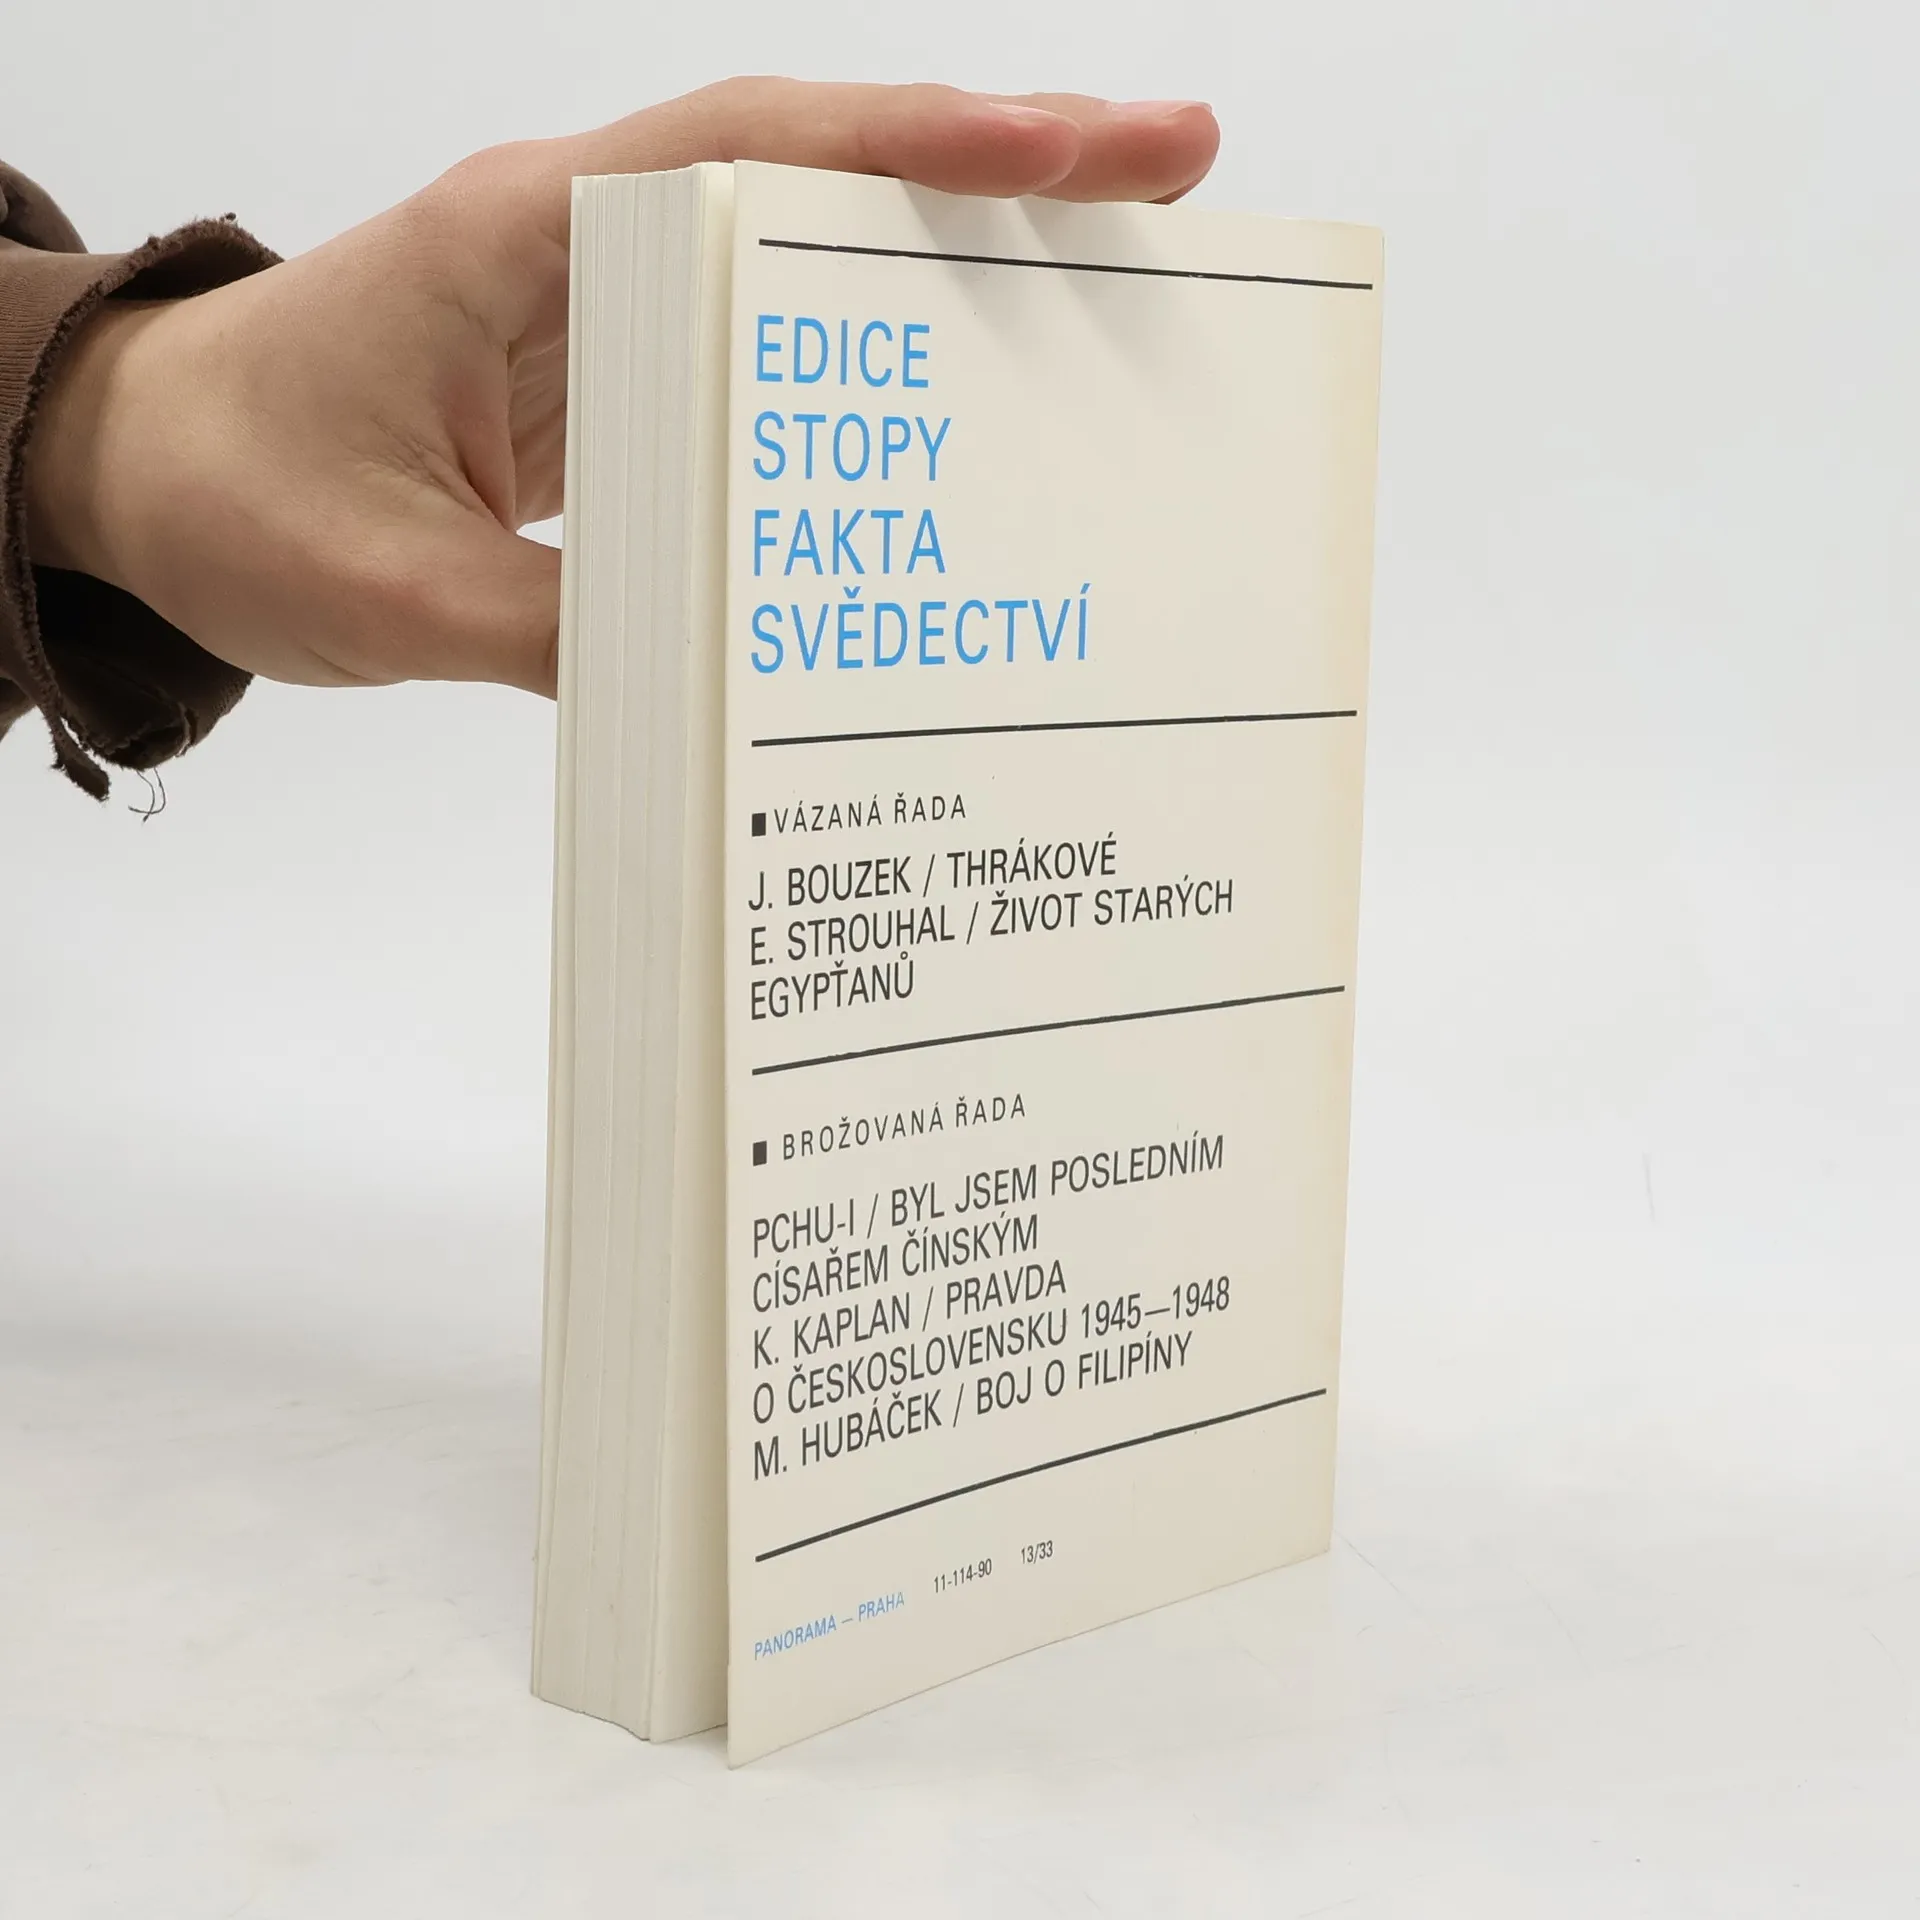 EDICE
STOPY
FAKTA
SVĚDECTVÍ
■ VÁZANÁ ŘADA
J. BOUZEK / THRÁKOVÉ
E. STROUHAL / ŽIVOT STARÝCH
EGYPŤANŮ
■ BROŽOVANÁ ŘADA
PCHU-I / BYL JSEM POSLEDNÍM
CÍSAŘEM ČÍNSKÝM
K. KAPLAN / PRAVDA
O ČESKOSLOVENSKU 1945—1948
M. HUBÁČEK / BOJ O FILIPÍNY
PANORAMA — PRAHA 11-114-90 13/33